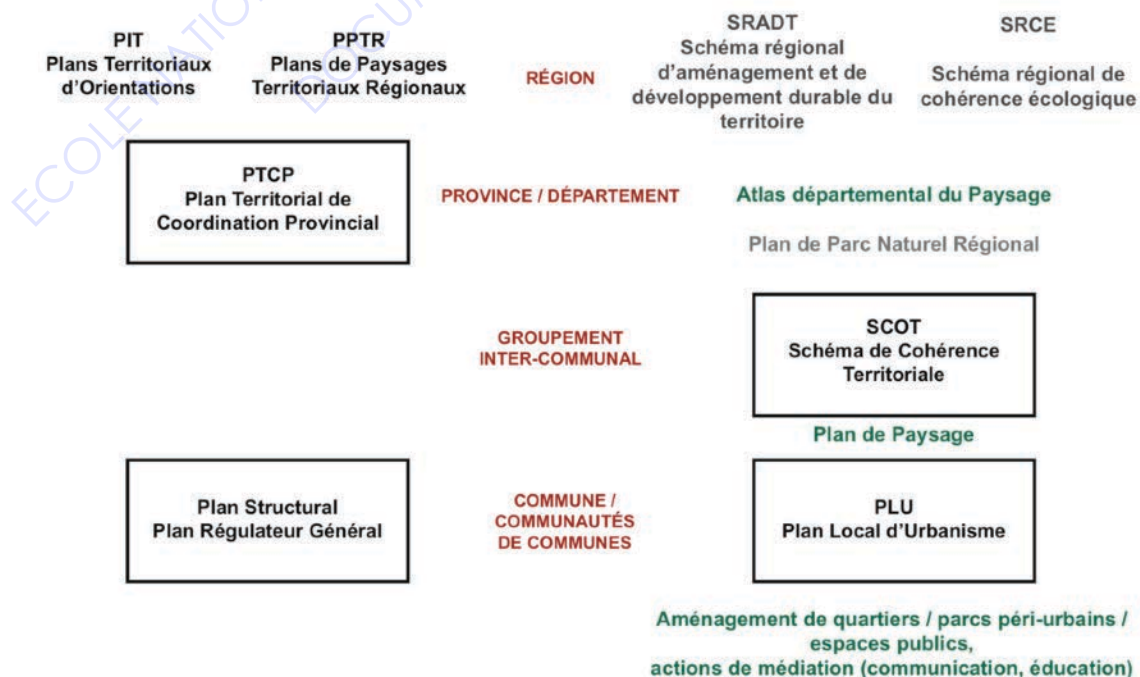 PIT
Plans Territoriaux
d'Orientations
PPTR
Plans de Paysages
Territoriaux Régionaux
RÉGION
SRADT
Schéma régional
d'aménagement et de
développement durable du
territoire
SRCE
Schéma régional de
cohérence écologique
PTCP
Plan Territorial de
Coordination Provincial
PROVINCE / DÉPARTEMENT
Atlas départemental du Paysage
Plan de Parc Naturel Régional
GROUPEMENT
INTER-COMMUNAL
SCOT
Schéma de Cohérence
Territoriale
Plan de Paysage
Plan Structural
Plan Régulateur Général
COMMUNE /
COMMUNAUTÉS
DE COMMUNES
PLU
Plan Local d'Urbanisme
Aménagement de quartiers / parcs péri-urbains /
espaces publics,
actions de médiation (communication, éducation)